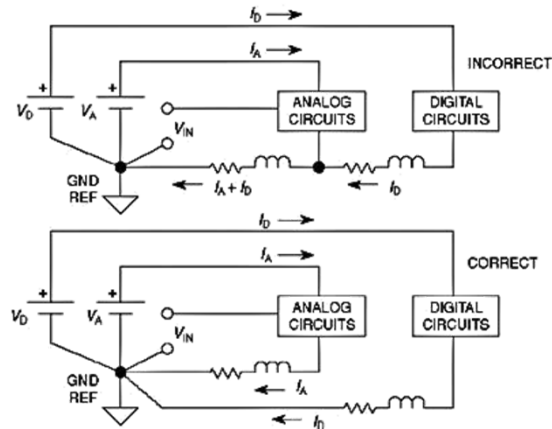 I_D
I_A
INCORRECT
+
+
V_D
V_A
V_IN
ANALOG
CIRCUITS
DIGITAL
CIRCUITS
GND
REF
I_A + I_D
I_D
I_D
I_A
CORRECT
+
+
V_D
V_A
V_IN
ANALOG
CIRCUITS
DIGITAL
CIRCUITS
GND
REF
I_A
I_D